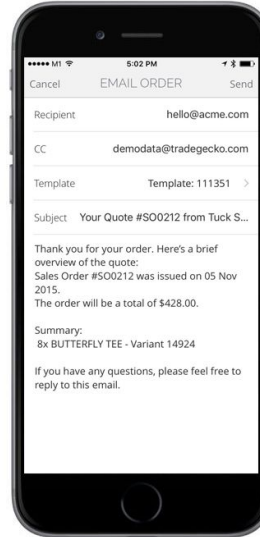 M1 5:02 PM
Cancel EMAIL ORDER Send
Recipient hello@acme.com
CC demodata@tradegecko.com
Template Template: 111351 >
Subject Your Quote #SO0212 from Tuck S...
Thank you for your order. Here's a brief
overview of the quote:
Sales Order #SO0212 was issued on 05 Nov
2015.
The order will be a total of $428.00.
Summary:
8x BUTTERFLY TEE - Variant 14924
If you have any questions, please feel free to
reply to this email.